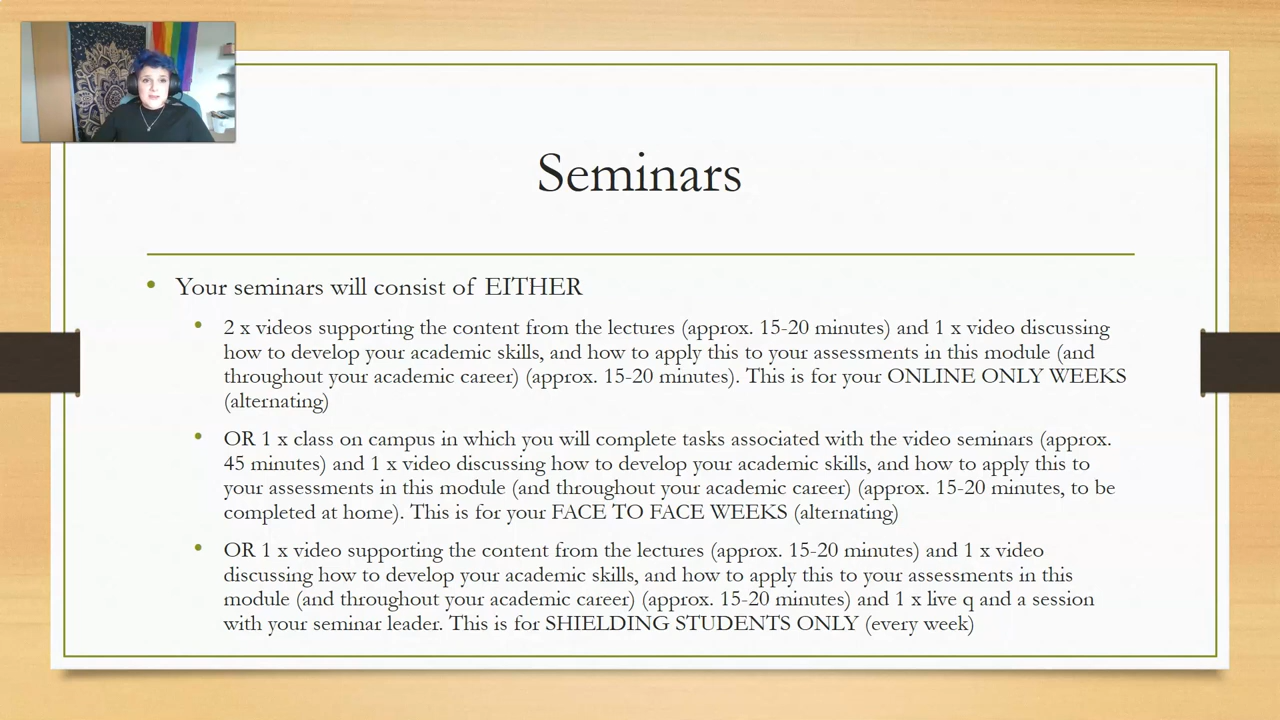 Seminars
• Your seminars will consist of EITHER
• 2 x videos supporting the content from the lectures (approx. 15-20 minutes) and 1 x video discussing
how to develop your academic skills, and how to apply this to your assessments in this module (and
throughout your academic career) (approx. 15-20 minutes). This is for your ONLINE ONLY WEEKS
(alternating)
• OR 1 x class on campus in which you will complete tasks associated with the video seminars (approx.
45 minutes) and 1 x video discussing how to develop your academic skills, and how to apply this to
your assessments in this module (and throughout your academic career) (approx. 15-20 minutes, to be
completed at home). This is for your FACE TO FACE WEEKS (alternating)
• OR 1 x video supporting the content from the lectures (approx. 15-20 minutes) and 1 x video
discussing how to develop your academic skills, and how to apply this to your assessments in this
module (and throughout your academic career) (approx. 15-20 minutes) and 1 x live q and a session
with your seminar leader. This is for SHIELDING STUDENTS ONLY (every week)